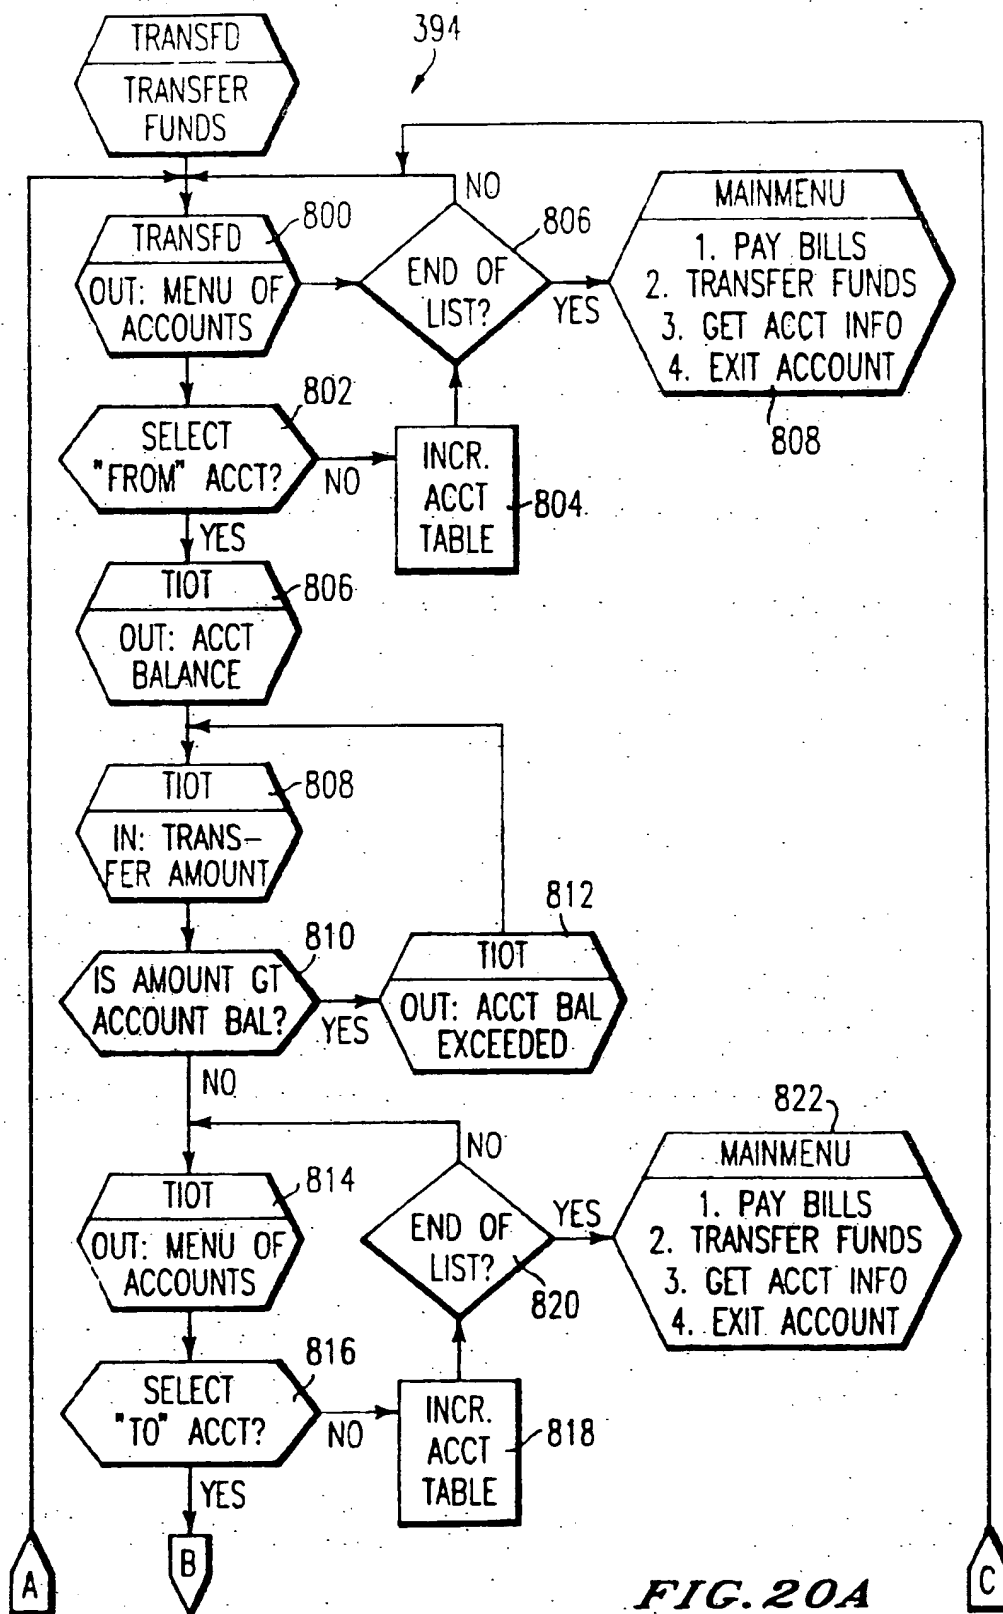 TRANSFD
TRANSFER
FUNDS
394
TRANSFD
800
OUT: MENU OF
ACCOUNTS
NO
END OF
LIST?
806
YES
MAINMENU
1. PAY BILLS
2. TRANSFER FUNDS
3. GET ACCT INFO
4. EXIT ACCOUNT
808
SELECT
"FROM" ACCT?
802
NO
INCR.
ACCT
TABLE
804
YES
TIOT
806
OUT: ACCT
BALANCE
TIOT
808
IN: TRANS-
FER AMOUNT
IS AMOUNT GT
ACCOUNT BAL?
810
YES
812
TIOT
OUT: ACCT BAL
EXCEEDED
NO
TIOT
814
OUT: MENU OF
ACCOUNTS
NO
END OF
LIST?
820
YES
822
MAINMENU
1. PAY BILLS
2. TRANSFER FUNDS
3. GET ACCT INFO
4. EXIT ACCOUNT
SELECT
"TO" ACCT?
816
NO
INCR.
ACCT
TABLE
818
YES
A
B
C
FIG. 20A